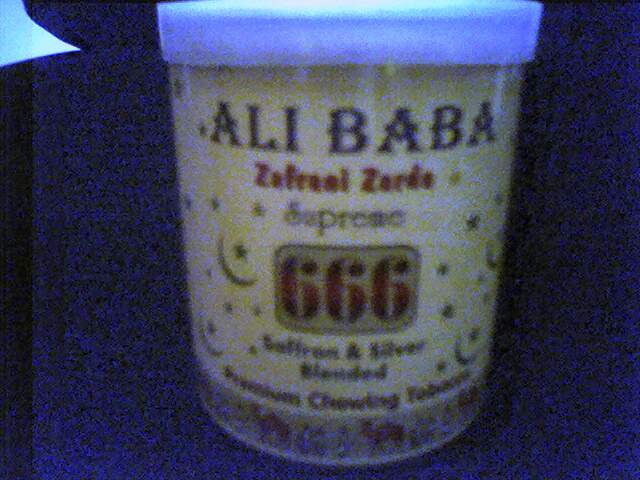 ALI BABA
Zafrani Zarda
Supreme
666
Saffron & Silver
Blended
Premium Chewing Tobacco